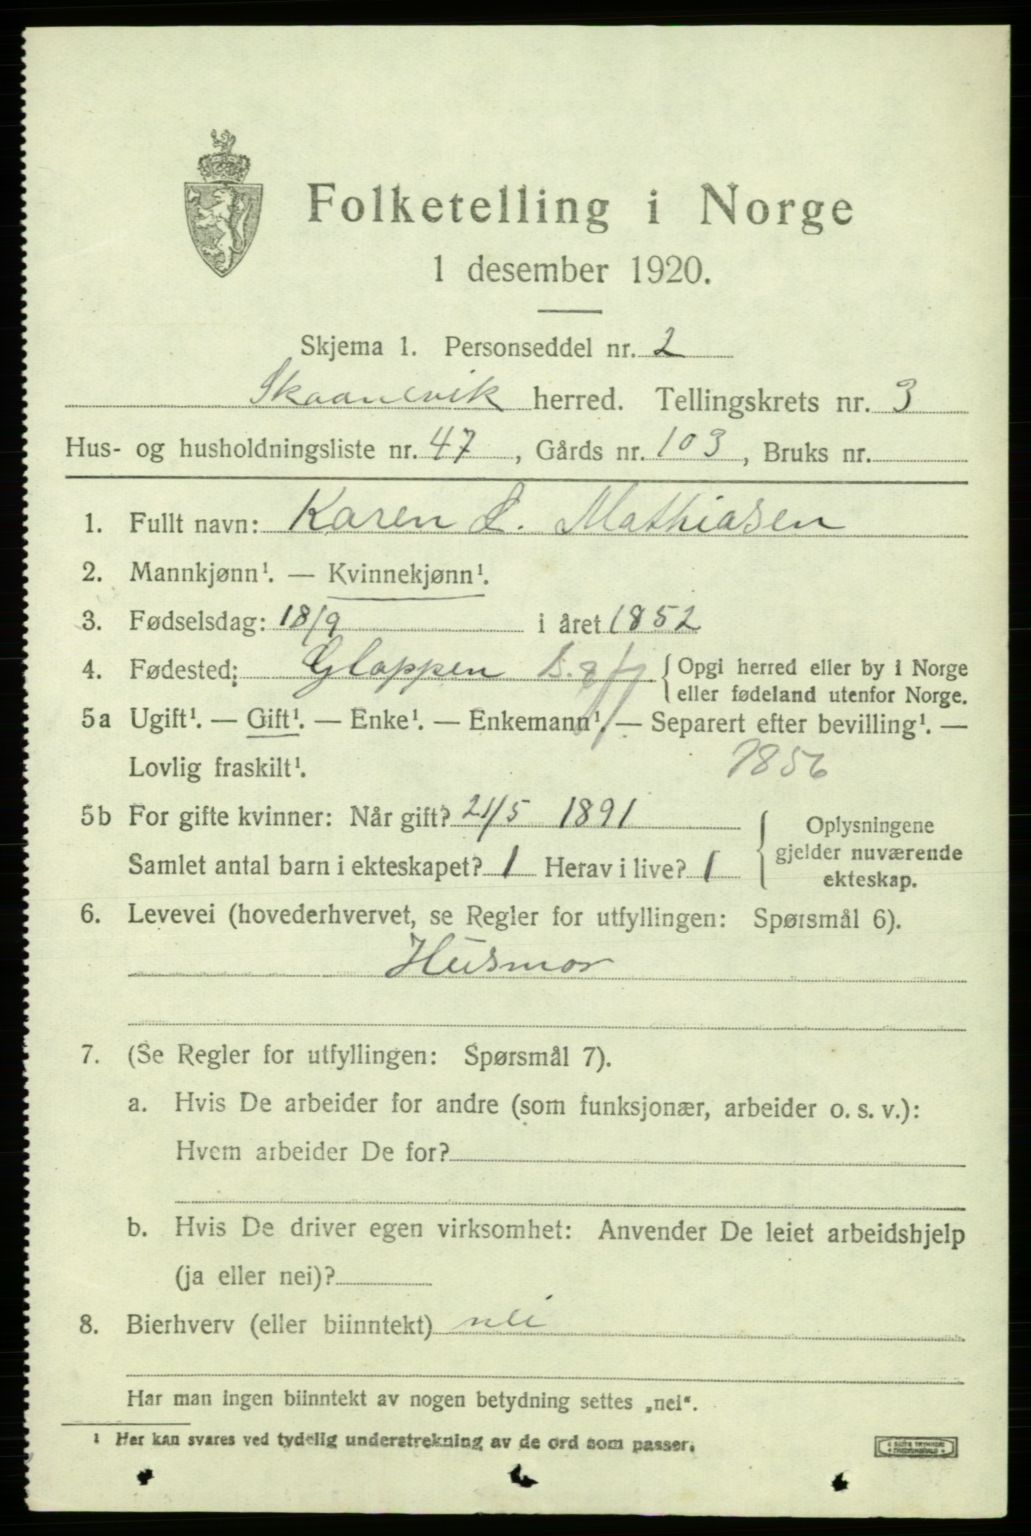 Folketelling i Norge
1 desember 1920.
Skjema 1. Personseddel nr. 2
Skaanevik herred. Tellingskrets nr. 3
Hus- og husholdningsliste nr. 47, Gårds nr. 103, Bruks nr.
1. Fullt navn: Karen L. Mathiasen
2. Mannkjønn¹. — Kvinnekjønn¹.
3. Fødselsdag: 18/9 i året 1852
4. Fødested: Gloppen { Opgi herred eller by i Norge
eller fødeland utenfor Norge.
5a Ugift¹. — Gift¹. — Enke¹. — Enkemann¹. — Separert efter bevilling¹. —
Lovlig fraskilt¹. 1856
5b For gifte kvinner: Når gift? 21/5 1891
Samlet antal barn i ekteskapet? 1 Herav i live? 1
{ Oplysningene
gjelder nuværende
ekteskap.
6. Levevei (hovederhvervet, se Regler for utfyllingen: Spørsmål 6).
Husmor
7. (Se Regler for utfyllingen: Spørsmål 7).
a. Hvis De arbeider for andre (som funksjonær, arbeider o. s. v.):
Hvem arbeider De for?
b. Hvis De driver egen virksomhet: Anvender De leiet arbeidshjelp
(ja eller nei)?
8. Bierhverv (eller biinntekt) nei
Har man ingen biinntekt av nogen betydning settes „nei“.
¹ Her kan svares ved tydelig understrekning av de ord som passer.